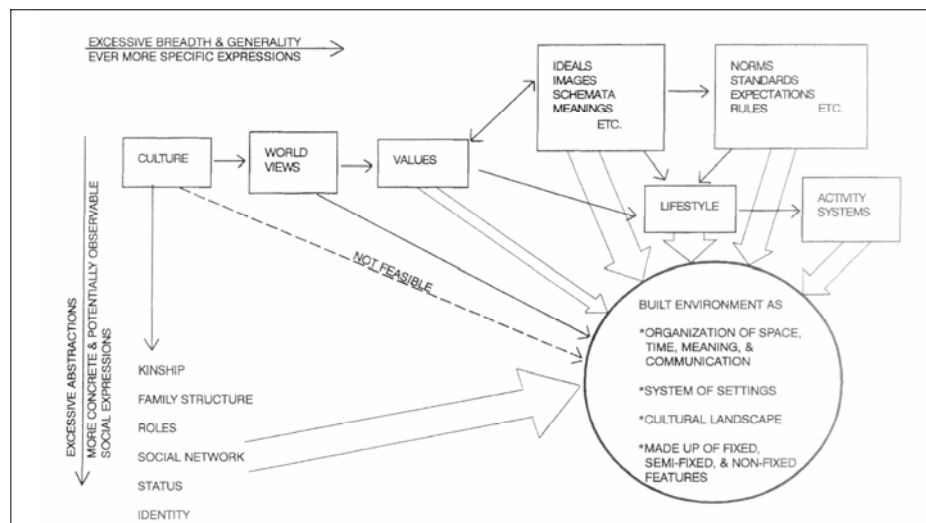 EXCESSIVE BREADTH & GENERALITY
EVER MORE SPECIFIC EXPRESSIONS
IDEALS
IMAGES
SCHEMATA
MEANINGS
ETC.
NORMS
STANDARDS
EXPECTATIONS
RULES ETC.
CULTURE
WORLD
VIEWS
VALUES
LIFESTYLE
ACTIVITY
SYSTEMS
NOT FEASIBLE
EXCESSIVE ABSTRACTIONS
MORE CONCRETE & POTENTIALLY OBSERVABLE
SOCIAL EXPRESSIONS
KINSHIP
FAMILY STRUCTURE
ROLES
SOCIAL NETWORK
STATUS
IDENTITY
BUILT ENVIRONMENT AS
*ORGANIZATION OF SPACE,
TIME, MEANING, &
COMMUNICATION
*SYSTEM OF SETTINGS
*CULTURAL LANDSCAPE
*MADE UP OF FIXED,
SEMI-FIXED, & NON-FIXED
FEATURES